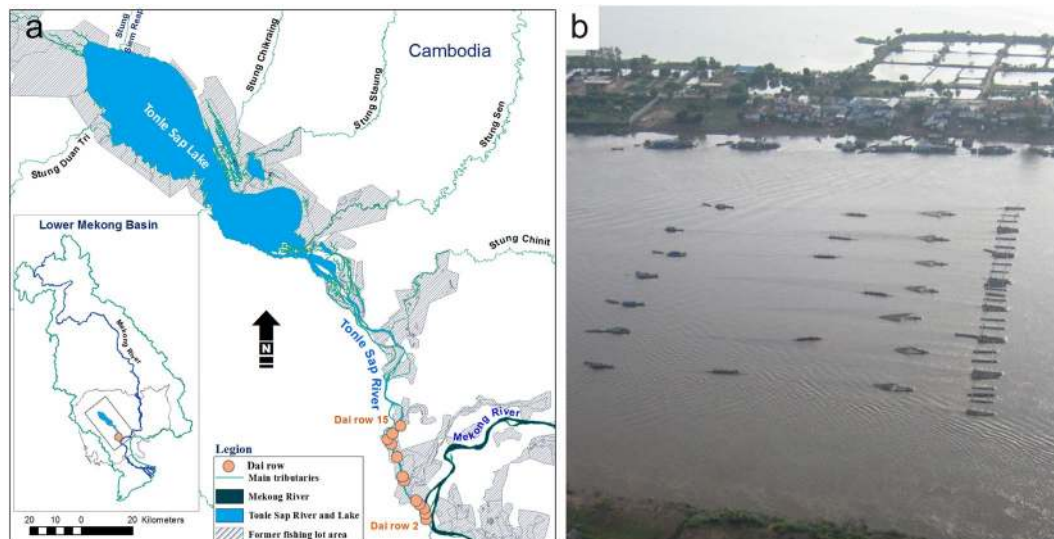 a
Cambodia
Stung
Siem Reap
Stung Chikraing
Stung Staung
Stung Sen
Tonle Sap Lake
Stung Duan Tri
Stung Chinit
Lower Mekong Basin
Mekong River
N
Tonle Sap River
Dai row 15
Mekong River
Dai row 2
Legion
Dai row
Main tributaries
Mekong River
Tonle Sap River and Lake
Former fishing lot area
20 0 20 Kilometers
b